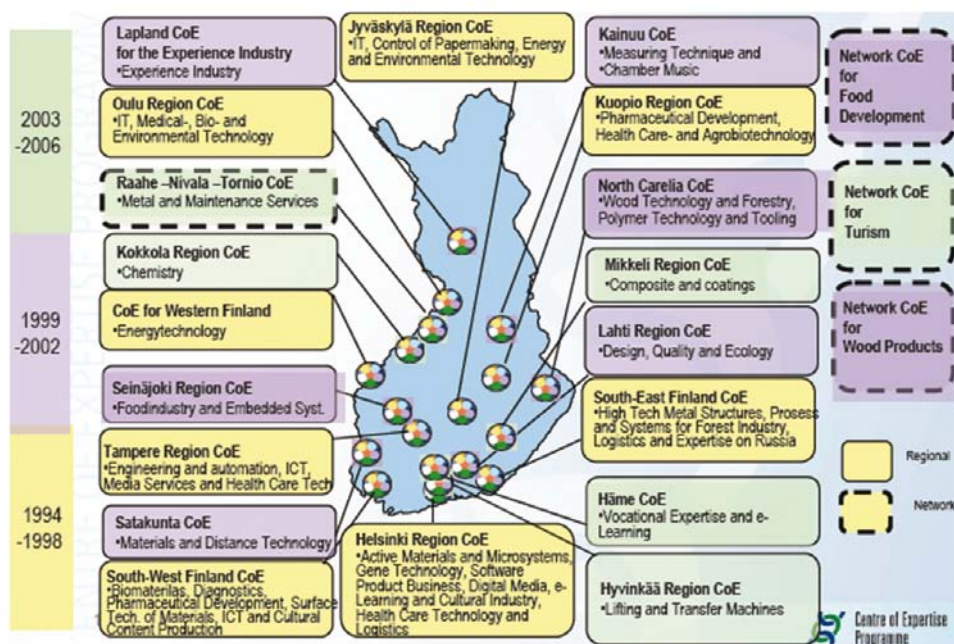 2003
-2006
1999
-2002
1994
-1998
Lapland CoE
for the Experience Industry
•Experience Industry
Oulu Region CoE
•IT, Medical-, Bio- and
Environmental Technology
Raahe –Nivala –Tornio CoE
•Metal and Maintenance Services
Kokkola Region CoE
•Chemistry
CoE for Western Finland
•Energytechnology
Seinäjoki Region CoE
•Foodindustry and Embedded Syst.
Tampere Region CoE
•Engineering and automation, ICT,
Media Services and Health Care Tech
Satakunta CoE
•Materials and Distance Technology
South-West Finland CoE
•Biomaterilas, Diagnostics,
Pharmaceutical Development, Surface
Tech. of Materials, ICT and Cultural
Content Production
Jyväskylä Region CoE
•IT, Control of Papermaking, Energy
and Environmental Technology
Helsinki Region CoE
•Active Materials and Microsystems,
Gene Technology, Software
Product Business, Digital Media, e-
Learning and Cultural Industry,
Health Care Technology and
Logistics
Kainuu CoE
•Measuring Technique and
Chamber Music
Kuopio Region CoE
•Pharmaceutical Development,
Health Care- and Agrobiotechnology
North Carelia CoE
•Wood Technology and Forestry,
Polymer Technology and Tooling
Mikkeli Region CoE
•Composite and coatings
Lahti Region CoE
•Design, Quality and Ecology
South-East Finland CoE
•High Tech Metal Structures, Prosess
and Systems for Forest Industry,
Logistics and Expertise on Russia
Häme CoE
•Vocational Expertise and e-
Learning
Hyvinkää Region CoE
•Lifting and Transfer Machines
Network CoE
for
Food
Development
Network CoE
for
Turism
Network CoE
for
Wood Products
Regional
Network
Centre of Expertise
Programme